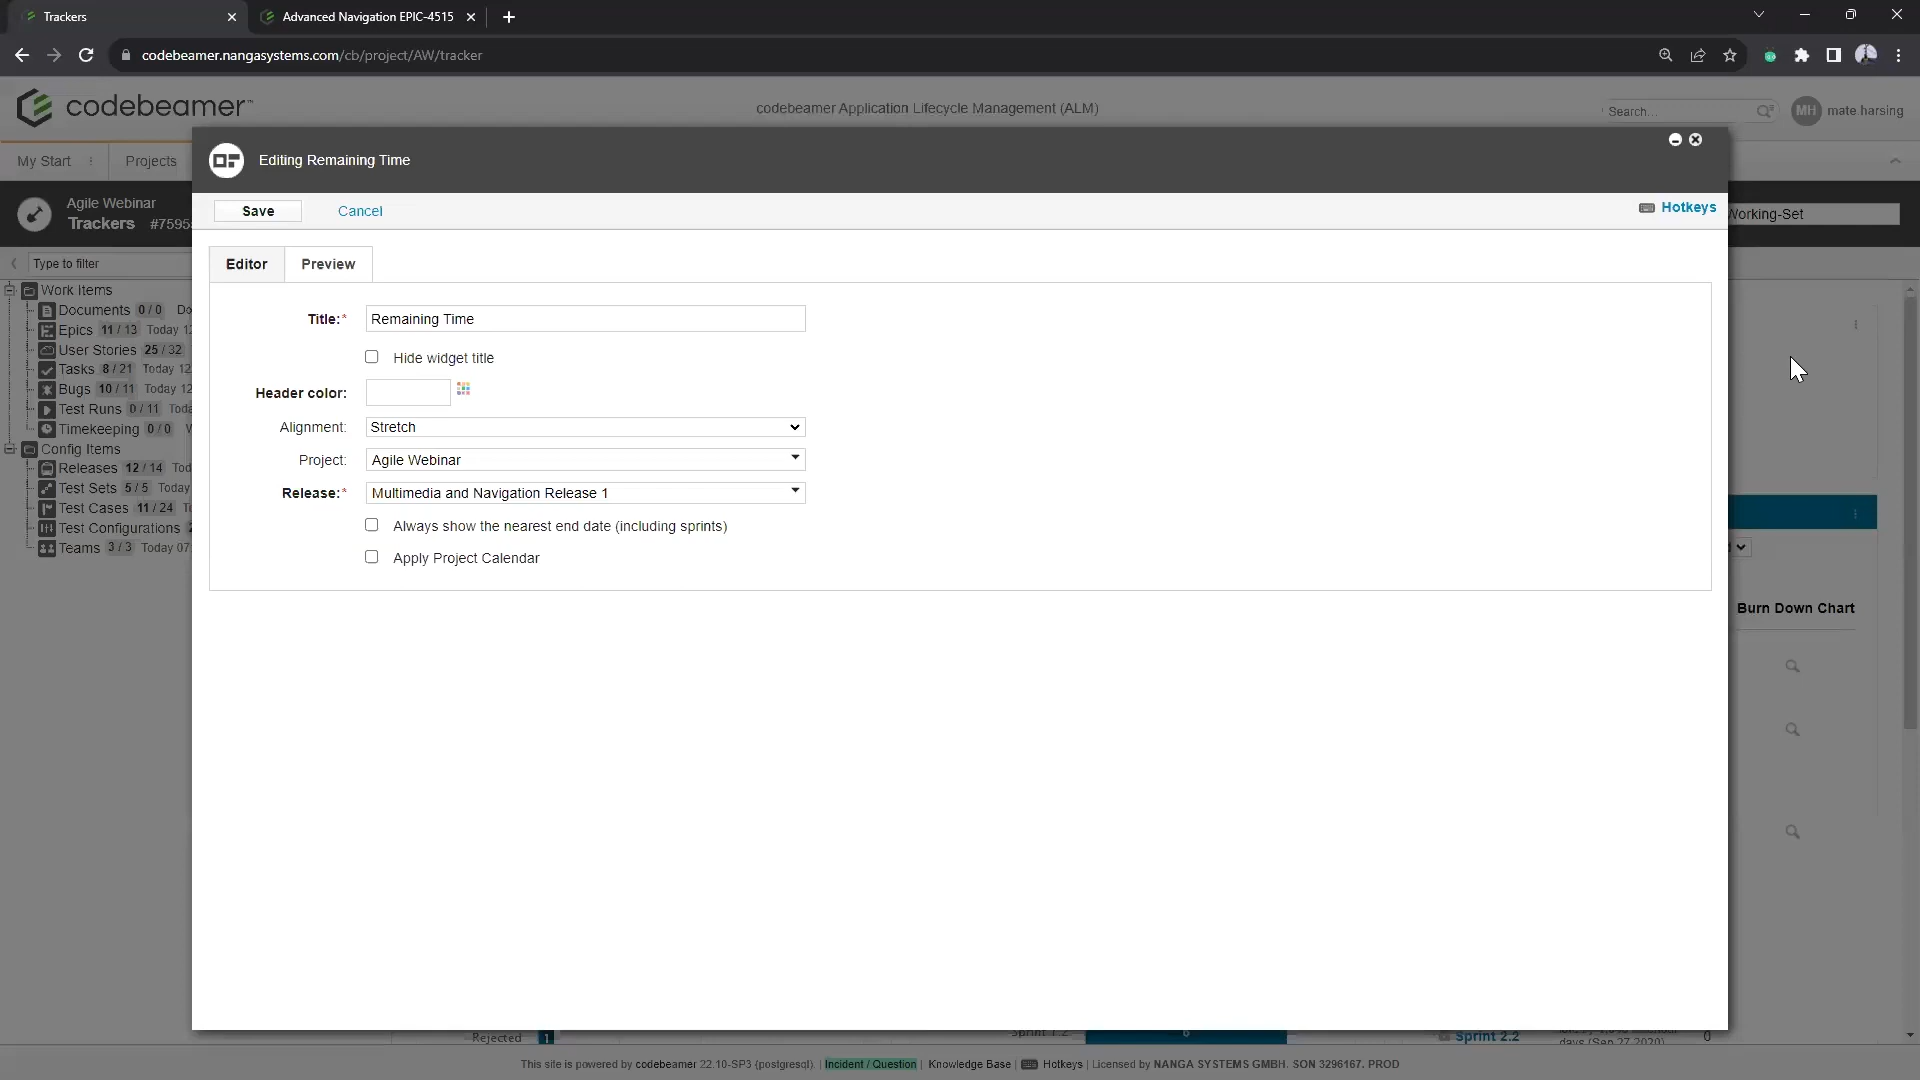 Trackers
Advanced Navigation EPIC-4515
codebeamer.nangasystems.com/cb/project/AW/tracker
codebeamer
codebeamer Application Lifecycle Management (ALM)
Search...
MH
mate.harsing
My Start
Projects
Editing Remaining Time
Agile Webinar
Trackers #7595
Working-Set
Save
Cancel
Hotkeys
Type to filter
Editor
Preview
Work Items
Documents 0 / 0
Epics 11 / 13 Today
User Stories 25 / 32
Tasks 8 / 21 Today 12
Bugs 10 / 11 Today 12
Test Runs 0 / 11
Timekeeping 0 / 0
Config Items
Releases 12 / 14
Test Sets 5 / 5 Today
Test Cases 11 / 24
Test Configurations
Teams 3 / 3 Today 07
Title:* Remaining Time
Hide widget title
Header color:
Alignment: Stretch
Project: Agile Webinar
Release:* Multimedia and Navigation Release 1
Always show the nearest end date (including sprints)
Apply Project Calendar
Burn Down Chart
Rejected 1
Sprint 1.2
6
Sprint 2.2
days (Sep 27 2020)
0
This site is powered by codebeamer 22.10-SP3 (postgresql). | Incident / Question | Knowledge Base | Hotkeys | Licensed by NANGA SYSTEMS GMBH. SON 3296167. PROD